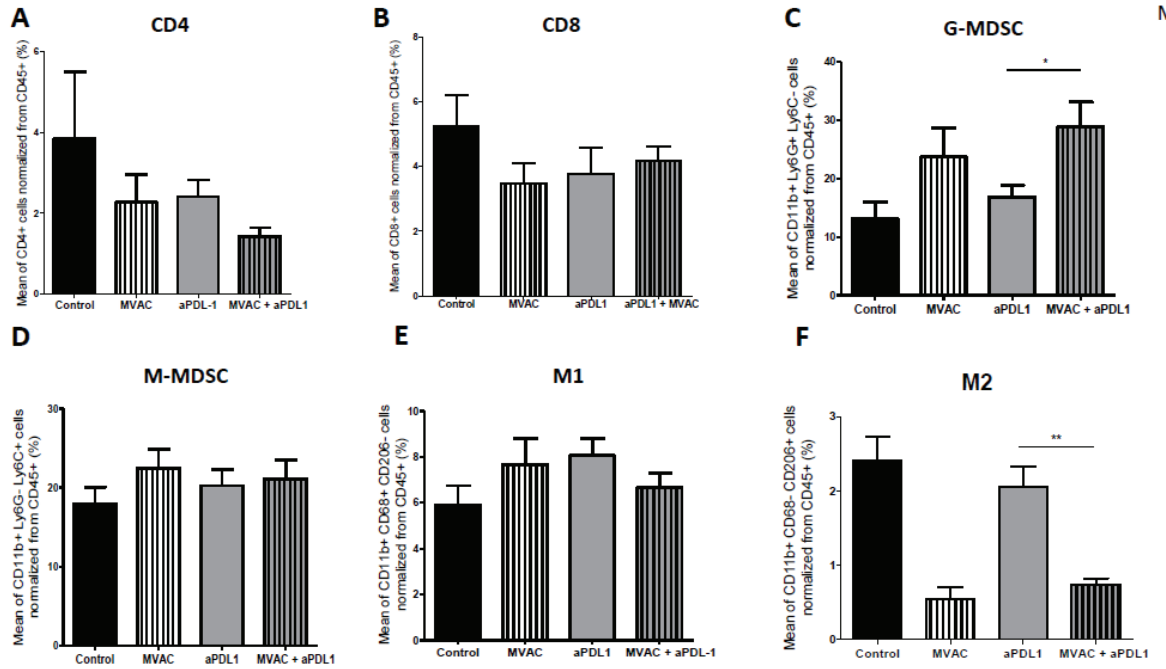 A
CD4
Mean of CD4+ cells normalized from CD45+ (%)
6
4
2
0
Control MVAC aPDL-1 MVAC + aPDL1
B
CD8
Mean of CD8+ cells normalized from CD45+ (%)
8
6
4
2
0
Control MVAC aPDL1 aPDL1 + MVAC
C
G-MDSC
M
Mean of CD11b+ Ly6G+ Ly6C- cells
normalized from CD45+ (%)
40
30
20
10
0
*
Control MVAC aPDL1 MVAC + aPDL1
D
M-MDSC
Mean of CD11b+ Ly6G- Ly6C+ cells
normalized from CD45+ (%)
30
20
10
0
Control MVAC aPDL1 MVAC + aPDL1
E
M1
Mean of CD11b+ CD68+ CD206- cells
normalized from CD45+ (%)
10
8
6
4
2
0
Control MVAC aPDL1 MVAC + aPDL-1
F
M2
Mean of CD11b+ CD68- CD206+ cells
normalized from CD45+ (%)
3
2
1
0
**
Control MVAC aPDL1 MVAC + aPDL1